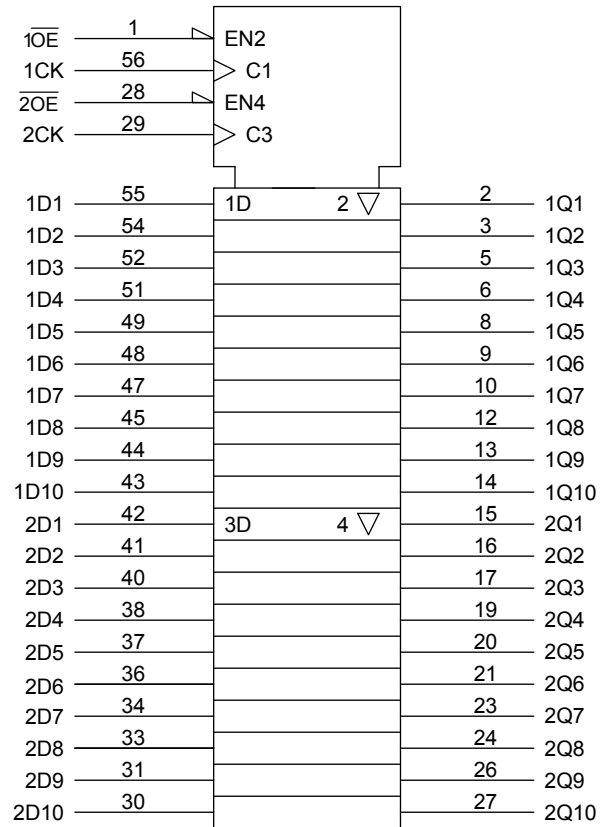 1OE 1 EN2
1CK 56 C1
2OE 28 EN4
2CK 29 C3
1D1 55 1D 2 ▽ 2 1Q1
1D2 54 3 1Q2
1D3 52 5 1Q3
1D4 51 6 1Q4
1D5 49 8 1Q5
1D6 48 9 1Q6
1D7 47 10 1Q7
1D8 45 12 1Q8
1D9 44 13 1Q9
1D10 43 14 1Q10
2D1 42 3D 4 ▽ 15 2Q1
2D2 41 16 2Q2
2D3 40 17 2Q3
2D4 38 19 2Q4
2D5 37 20 2Q5
2D6 36 21 2Q6
2D7 34 23 2Q7
2D8 33 24 2Q8
2D9 31 26 2Q9
2D10 30 27 2Q10